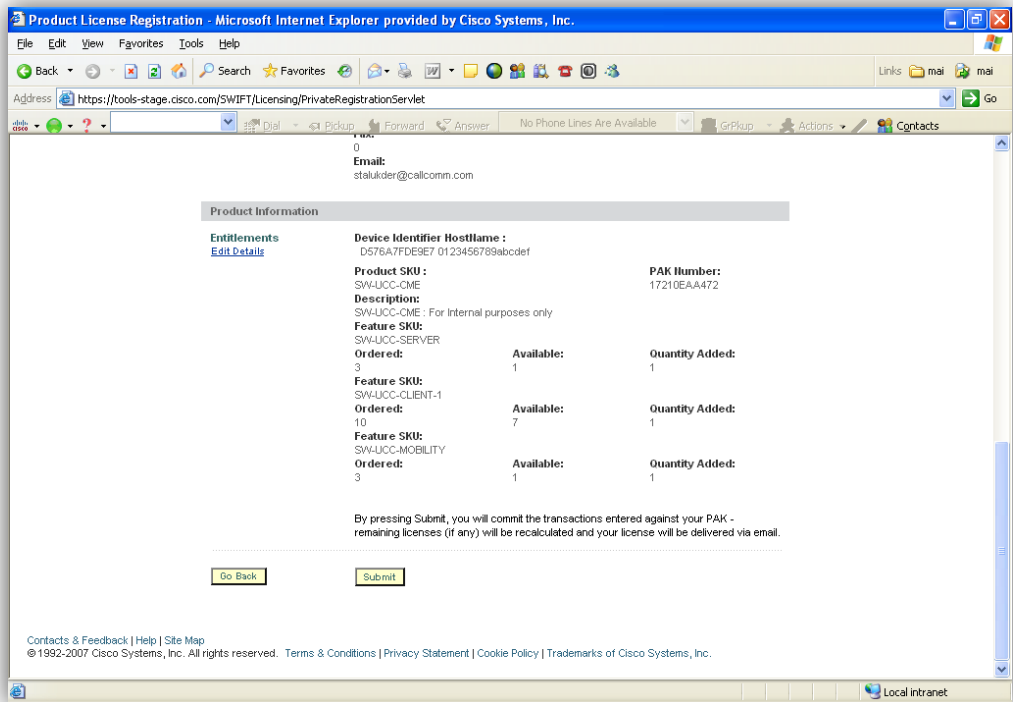 Product License Registration - Microsoft Internet Explorer provided by Cisco Systems, Inc.
File Edit View Favorites Tools Help
Back Search Favorites Links mai mai
Address https://tools-stage.cisco.com/SWIFT/Licensing/PrivateRegistrationServlet Go
Dial Pickup Forward Answer No Phone Lines Are Available GrPkup Actions Contacts
Fax:
0
Email:
stalukder@callcomm.com
Product Information
Entitlements Device Identifier HostName :
Edit Details D576A7FDE9E7 0123456789abcdef
Product SKU : PAK Number:
SW-UCC-CME 17210EAA472
Description:
SW-UCC-CME : For Internal purposes only
Feature SKU:
SW-UCC-SERVER
Ordered: Available: Quantity Added:
3 1 1
Feature SKU:
SW-UCC-CLIENT-1
Ordered: Available: Quantity Added:
10 7 1
Feature SKU:
SW-UCC-MOBILITY
Ordered: Available: Quantity Added:
3 1 1
By pressing Submit, you will commit the transactions entered against your PAK -
remaining licenses (if any) will be recalculated and your license will be delivered via email.
Go Back Submit
Contacts & Feedback | Help | Site Map
©1992-2007 Cisco Systems, Inc. All rights reserved. Terms & Conditions | Privacy Statement | Cookie Policy | Trademarks of Cisco Systems, Inc.
Local intranet